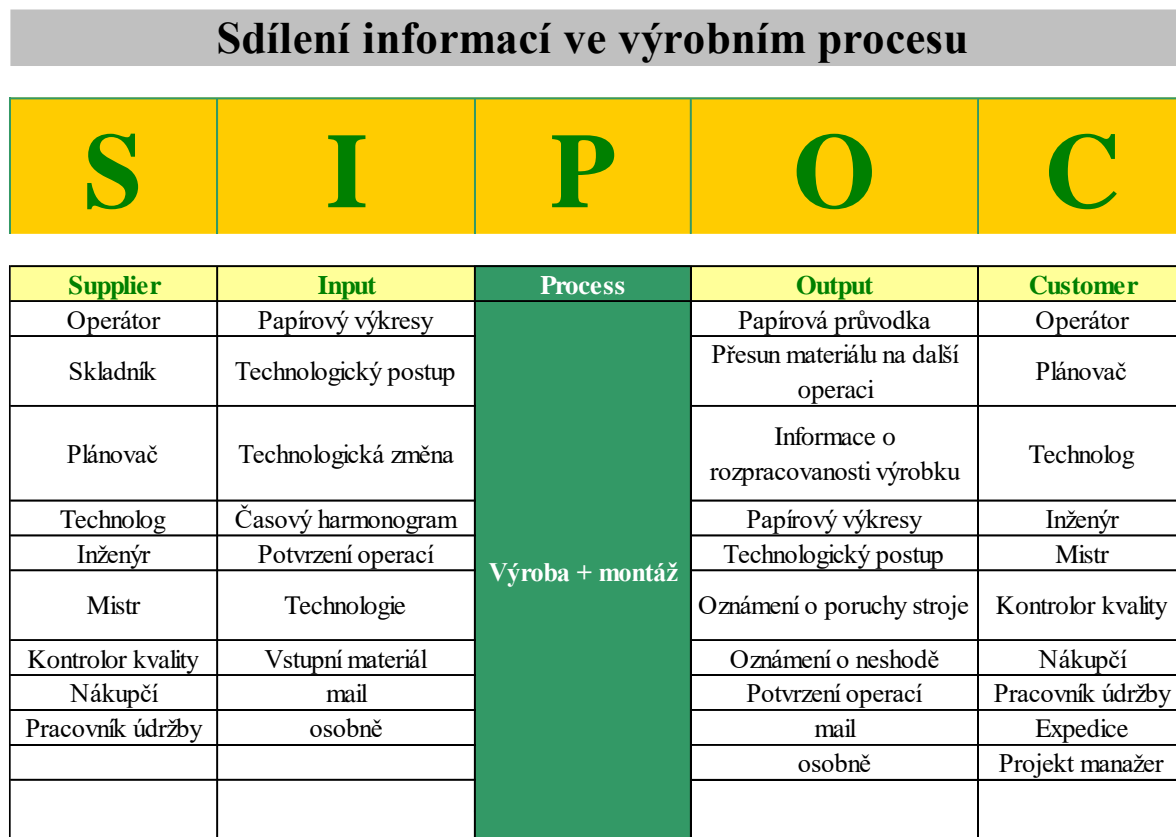 Sdílení informací ve výrobním procesu
S I P O C
Supplier Input Process Output Customer
Operátor Papírový výkresy Papírová průvodka Operátor
Skladník Technologický postup Přesun materiálu na další
operaci Plánovač
Plánovač Technologická změna Informace o
rozpracovanosti výrobku Technolog
Technolog Časový harmonogram Papírový výkresy Inženýr
Inženýr Potvrzení operací Technologický postup Mistr
Výroba + montáž
Mistr Technologie Oznámení o poruchy stroje Kontrolor kvality
Kontrolor kvality Vstupní materiál Oznámení o neshodě Nákupčí
Nákupčí mail Potvrzení operací Pracovník údržby
Pracovník údržby osobně mail Expedice
osobně Projekt manažer